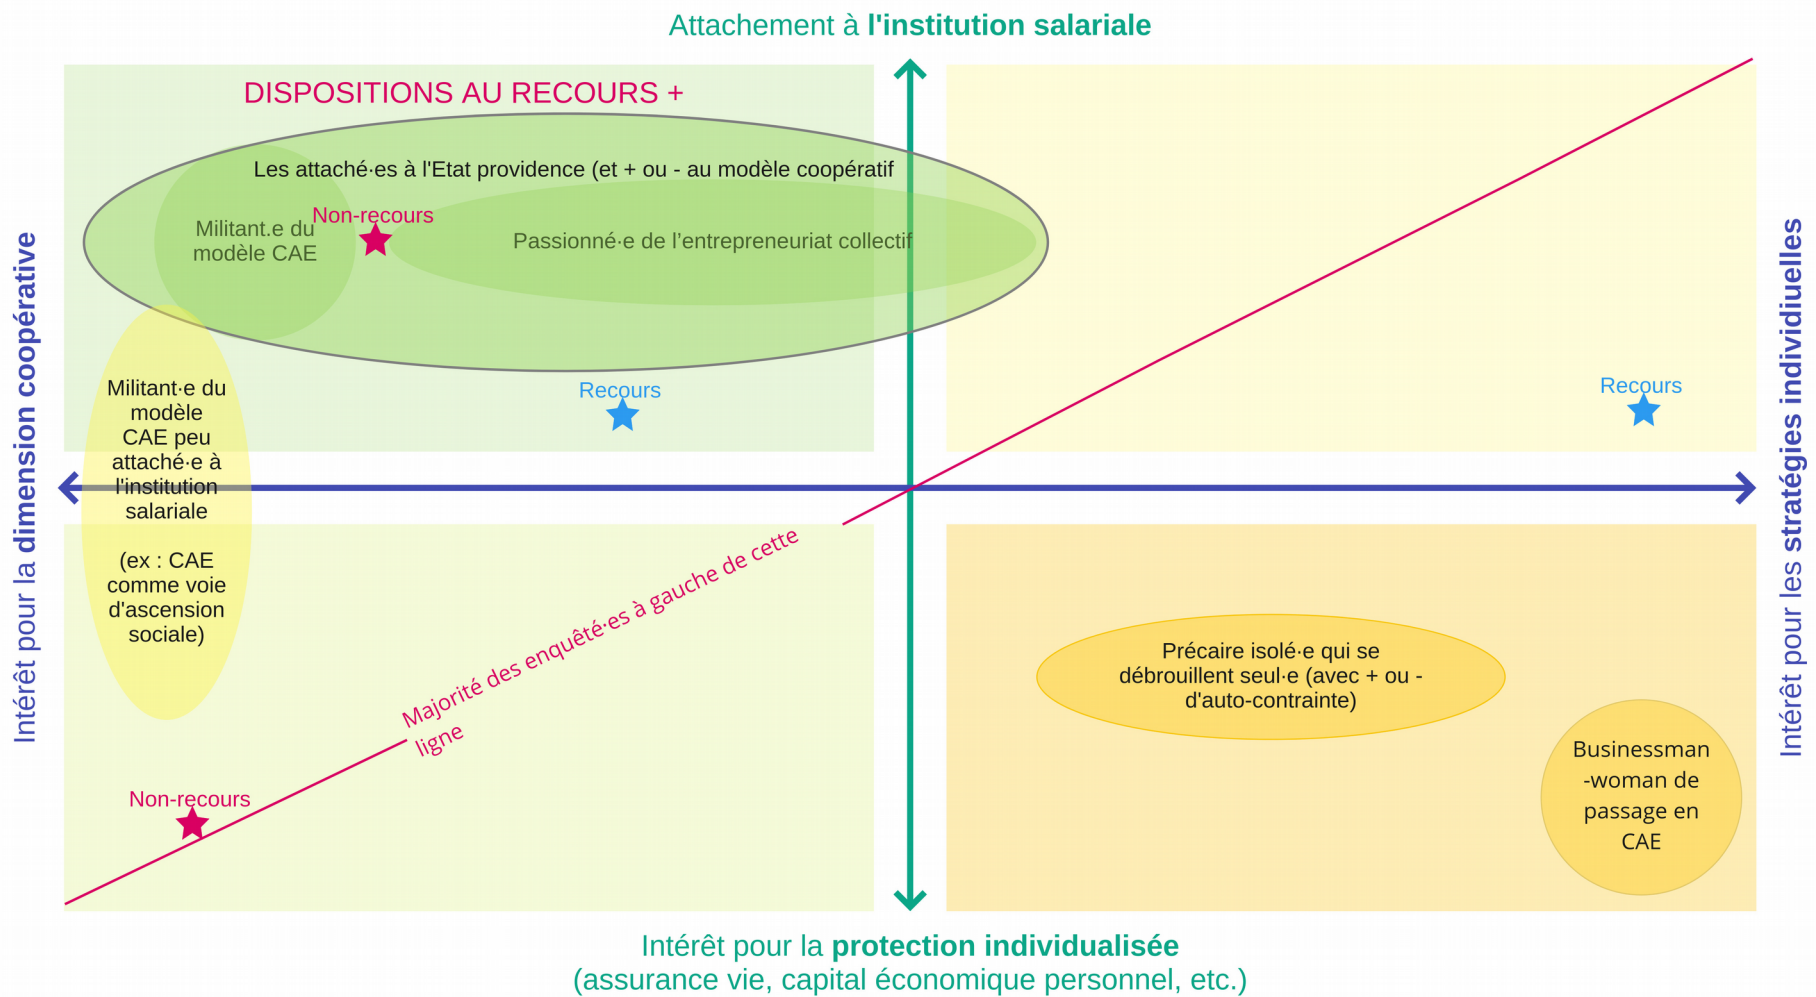 Attachement à l'institution salariale
DISPOSITIONS AU RECOURS +
Les attaché·es à l'Etat providence (et + ou - au modèle coopératif
Non-recours
Militant.e du
modèle CAE
Passionné·e de l’entrepreneuriat collectif
Intérêt pour la dimension coopérative
Intérêt pour les stratégies individiuelles
Militant·e du
modèle
CAE peu
attaché·e à
l'institution
salariale
(ex : CAE
comme voie
d'ascension
sociale)
Recours
Recours
Majorité des enquêté·es à gauche de cette
ligne
Non-recours
Précaire isolé·e qui se
débrouillent seul·e (avec + ou -
d'auto-contrainte)
Businessman
-woman de
passage en
CAE
Intérêt pour la protection individualisée
(assurance vie, capital économique personnel, etc.)